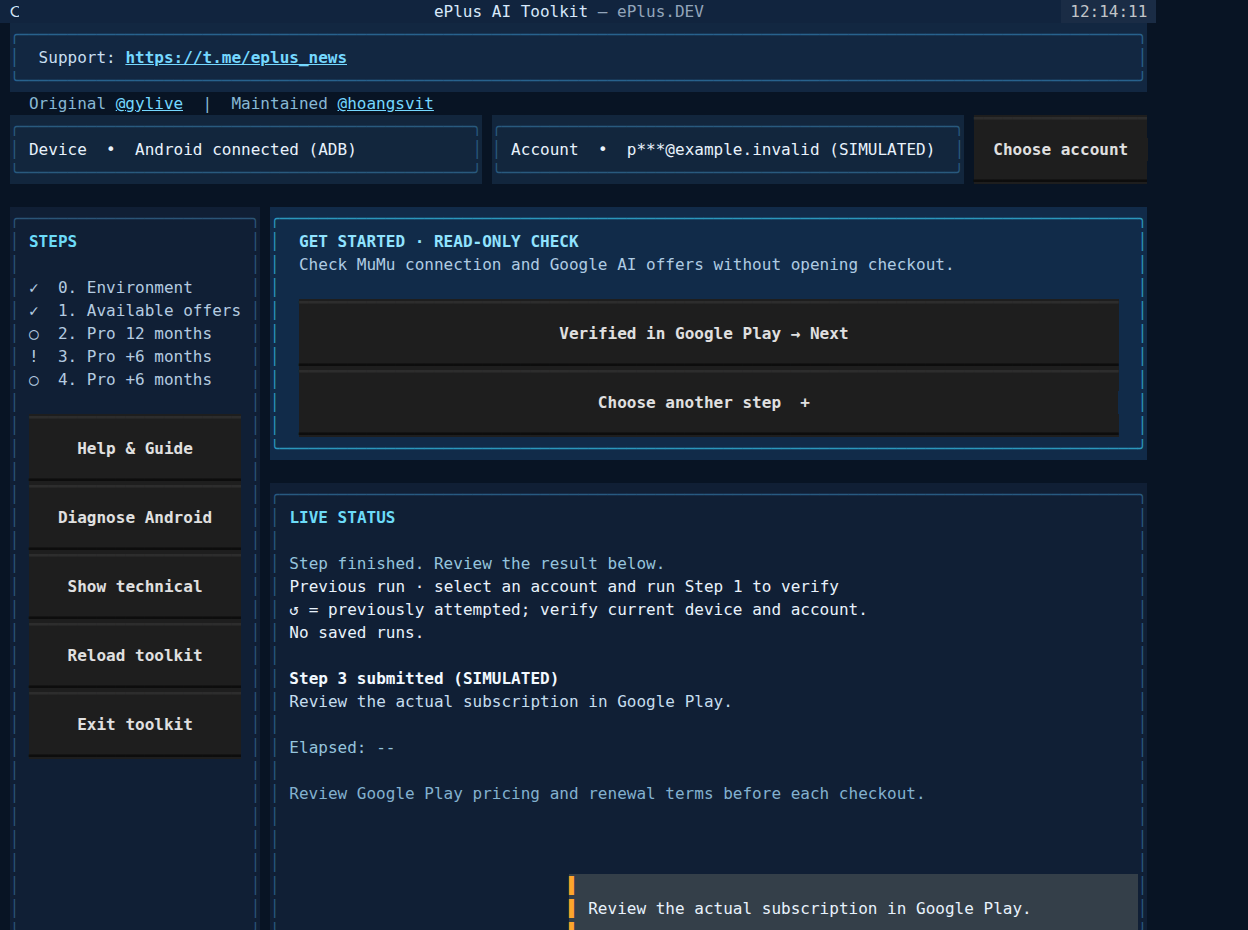 ePlus AI Toolkit — ePlus.DEV
12:14:11
Support: https://t.me/eplus_news
Original @gylive | Maintained @hoangsvit
Device • Android connected (ADB)
Account • p***@example.invalid (SIMULATED)
Choose account
STEPS
✓ 0. Environment
✓ 1. Available offers
○ 2. Pro 12 months
! 3. Pro +6 months
○ 4. Pro +6 months
Help & Guide
Diagnose Android
Show technical
Reload toolkit
Exit toolkit
GET STARTED · READ-ONLY CHECK
Check MuMu connection and Google AI offers without opening checkout.
Verified in Google Play → Next
Choose another step +
LIVE STATUS
Step finished. Review the result below.
Previous run · select an account and run Step 1 to verify
↺ = previously attempted; verify current device and account.
No saved runs.
Step 3 submitted (SIMULATED)
Review the actual subscription in Google Play.
Elapsed: --
Review Google Play pricing and renewal terms before each checkout.
Review the actual subscription in Google Play.